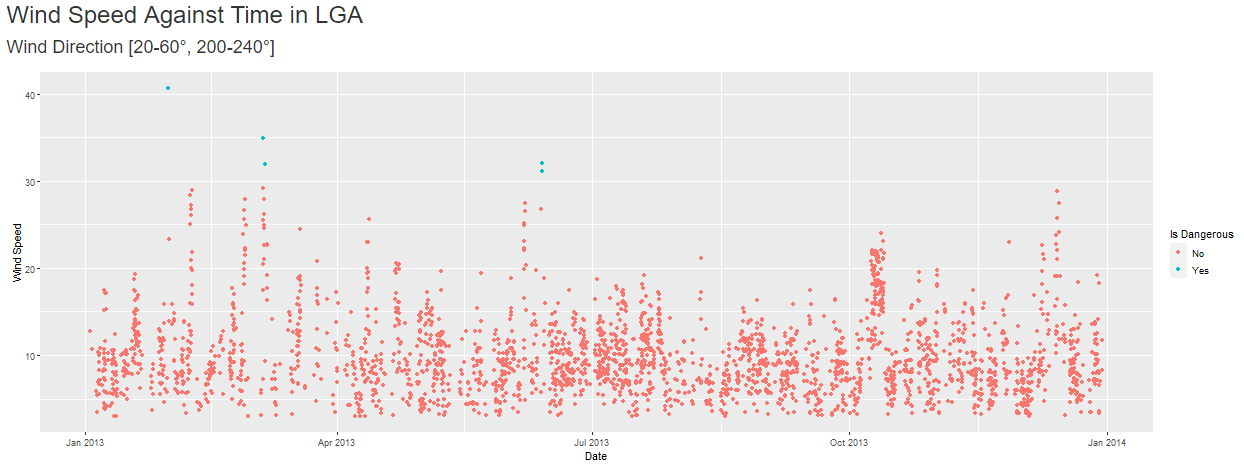 Wind Speed Against Time in LGA
Wind Direction [20-60°, 200-240°]
Wind Speed
40
30
20
10
Jan 2013
Apr 2013
Jul 2013
Oct 2013
Jan 2014
Date
Is Dangerous
No
Yes